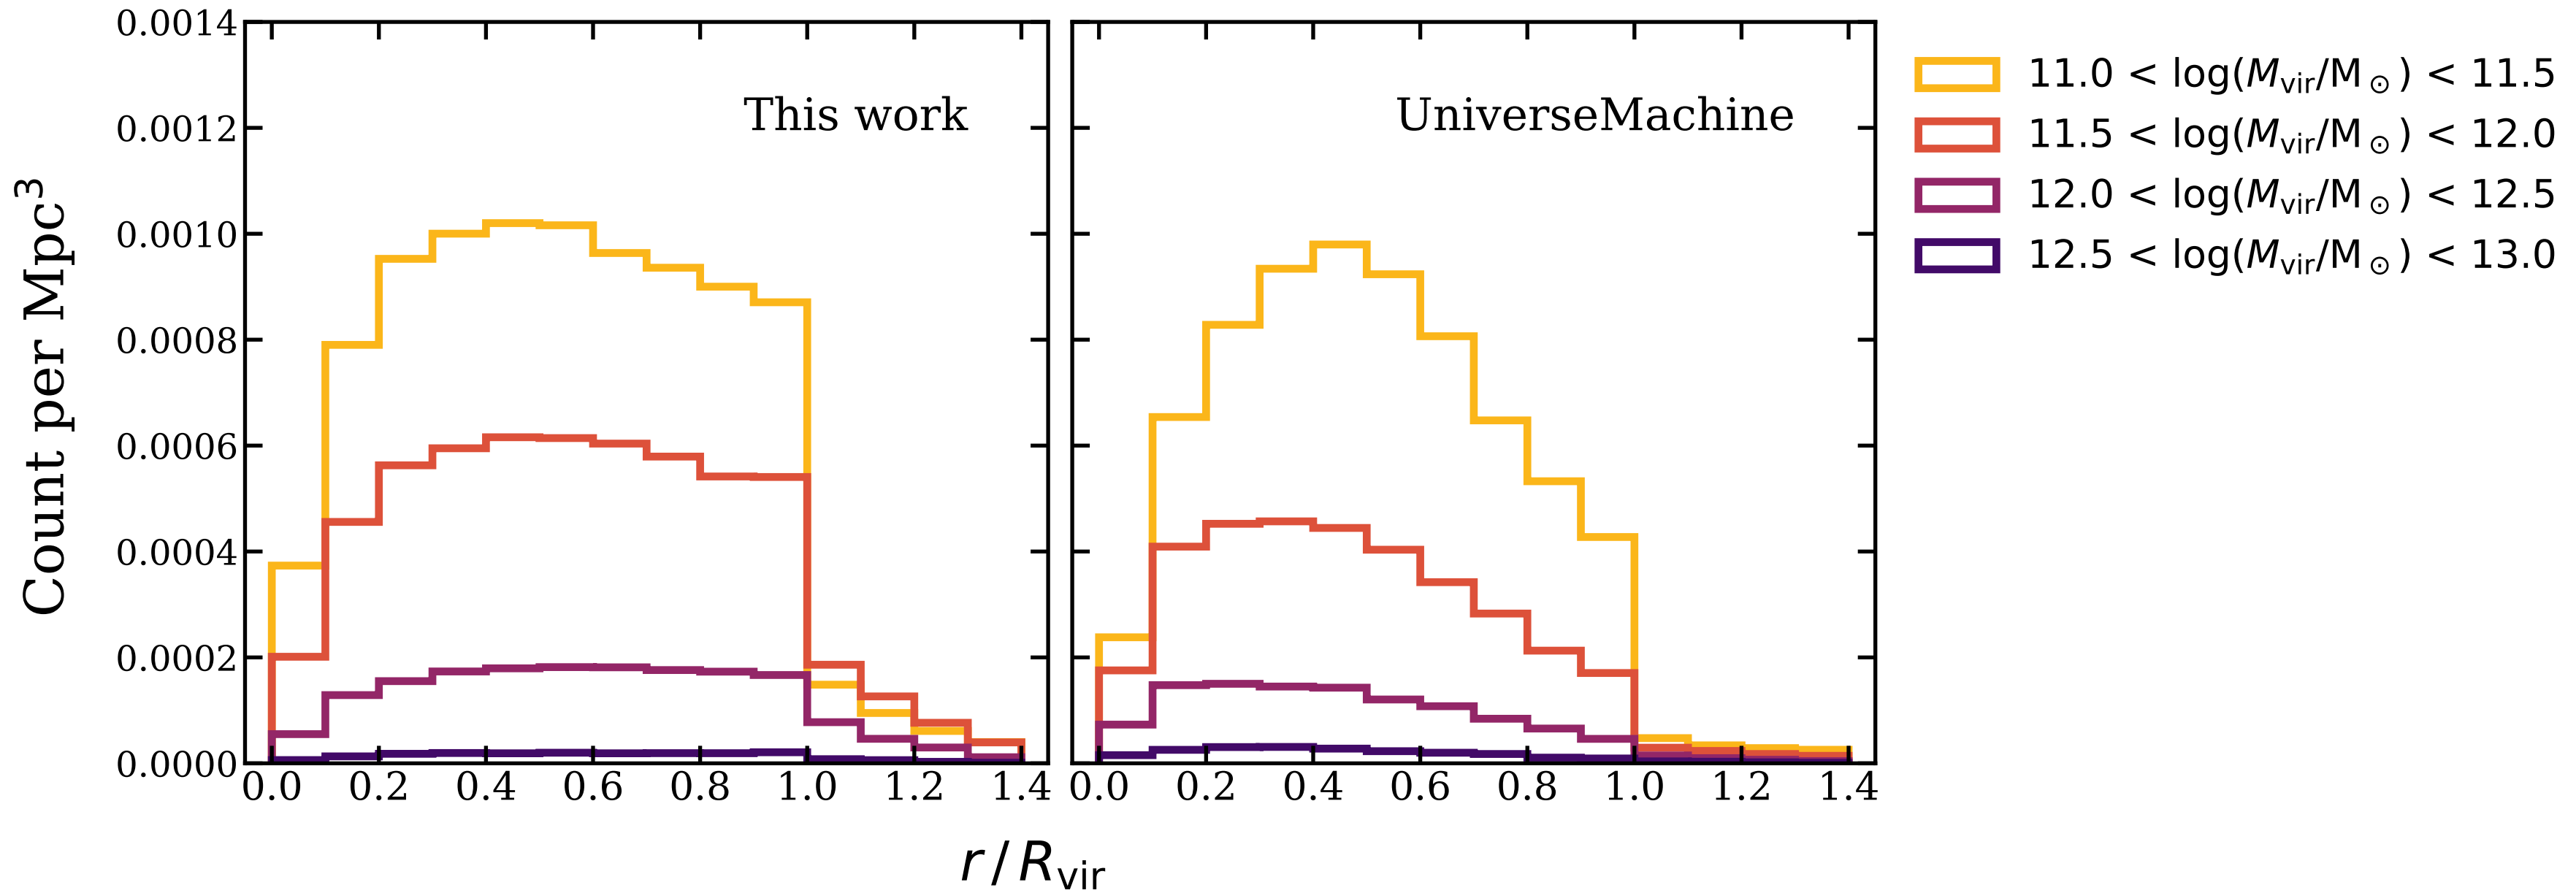 This work
UniverseMachine
Count per Mpc³
0.0014
0.0012
0.0010
0.0008
0.0006
0.0004
0.0002
0.0000
0.0 0.2 0.4 0.6 0.8 1.0 1.2 1.4
0.0 0.2 0.4 0.6 0.8 1.0 1.2 1.4
r / R_vir
11.0 < log(M_vir/M_⊙) < 11.5
11.5 < log(M_vir/M_⊙) < 12.0
12.0 < log(M_vir/M_⊙) < 12.5
12.5 < log(M_vir/M_⊙) < 13.0